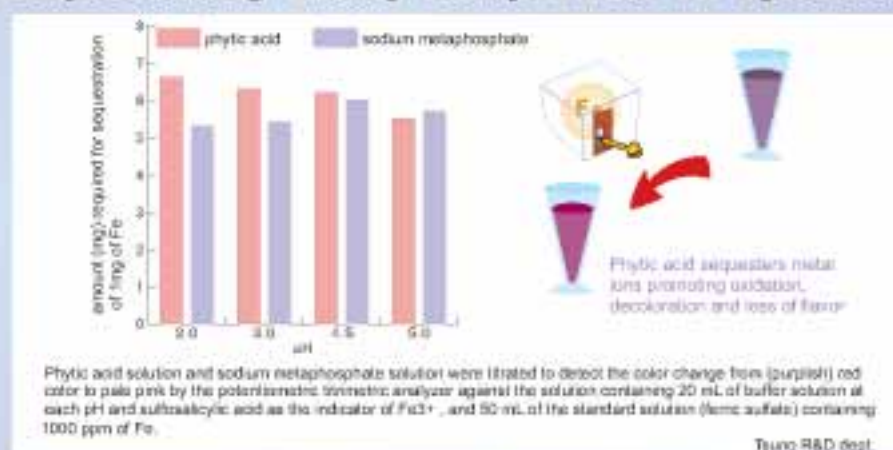 8
phytic acid
sodium metaphosphate
7
6
5
4
3
2
1
0
amount (mg) required for sequestration
of 1mg of Fe
2.0 3.0 4.5 5.0
pH
F
Phytic acid sequesters metal
ions promoting oxidation,
decoloration and loss of flavor
Phytic acid solution and sodium metaphosphate solution were titrated to detect the color change from (purplish) red
color to pale pink by the potentiometric analyzer against the solution containing 20 mL of buffer solution at
each pH and sulfosalicylic acid as the indicator of Fe3+ , and 50 mL of the standard solution (ferric sulfate) containing
1000 ppm of Fe.
Tsuno R&D dept.